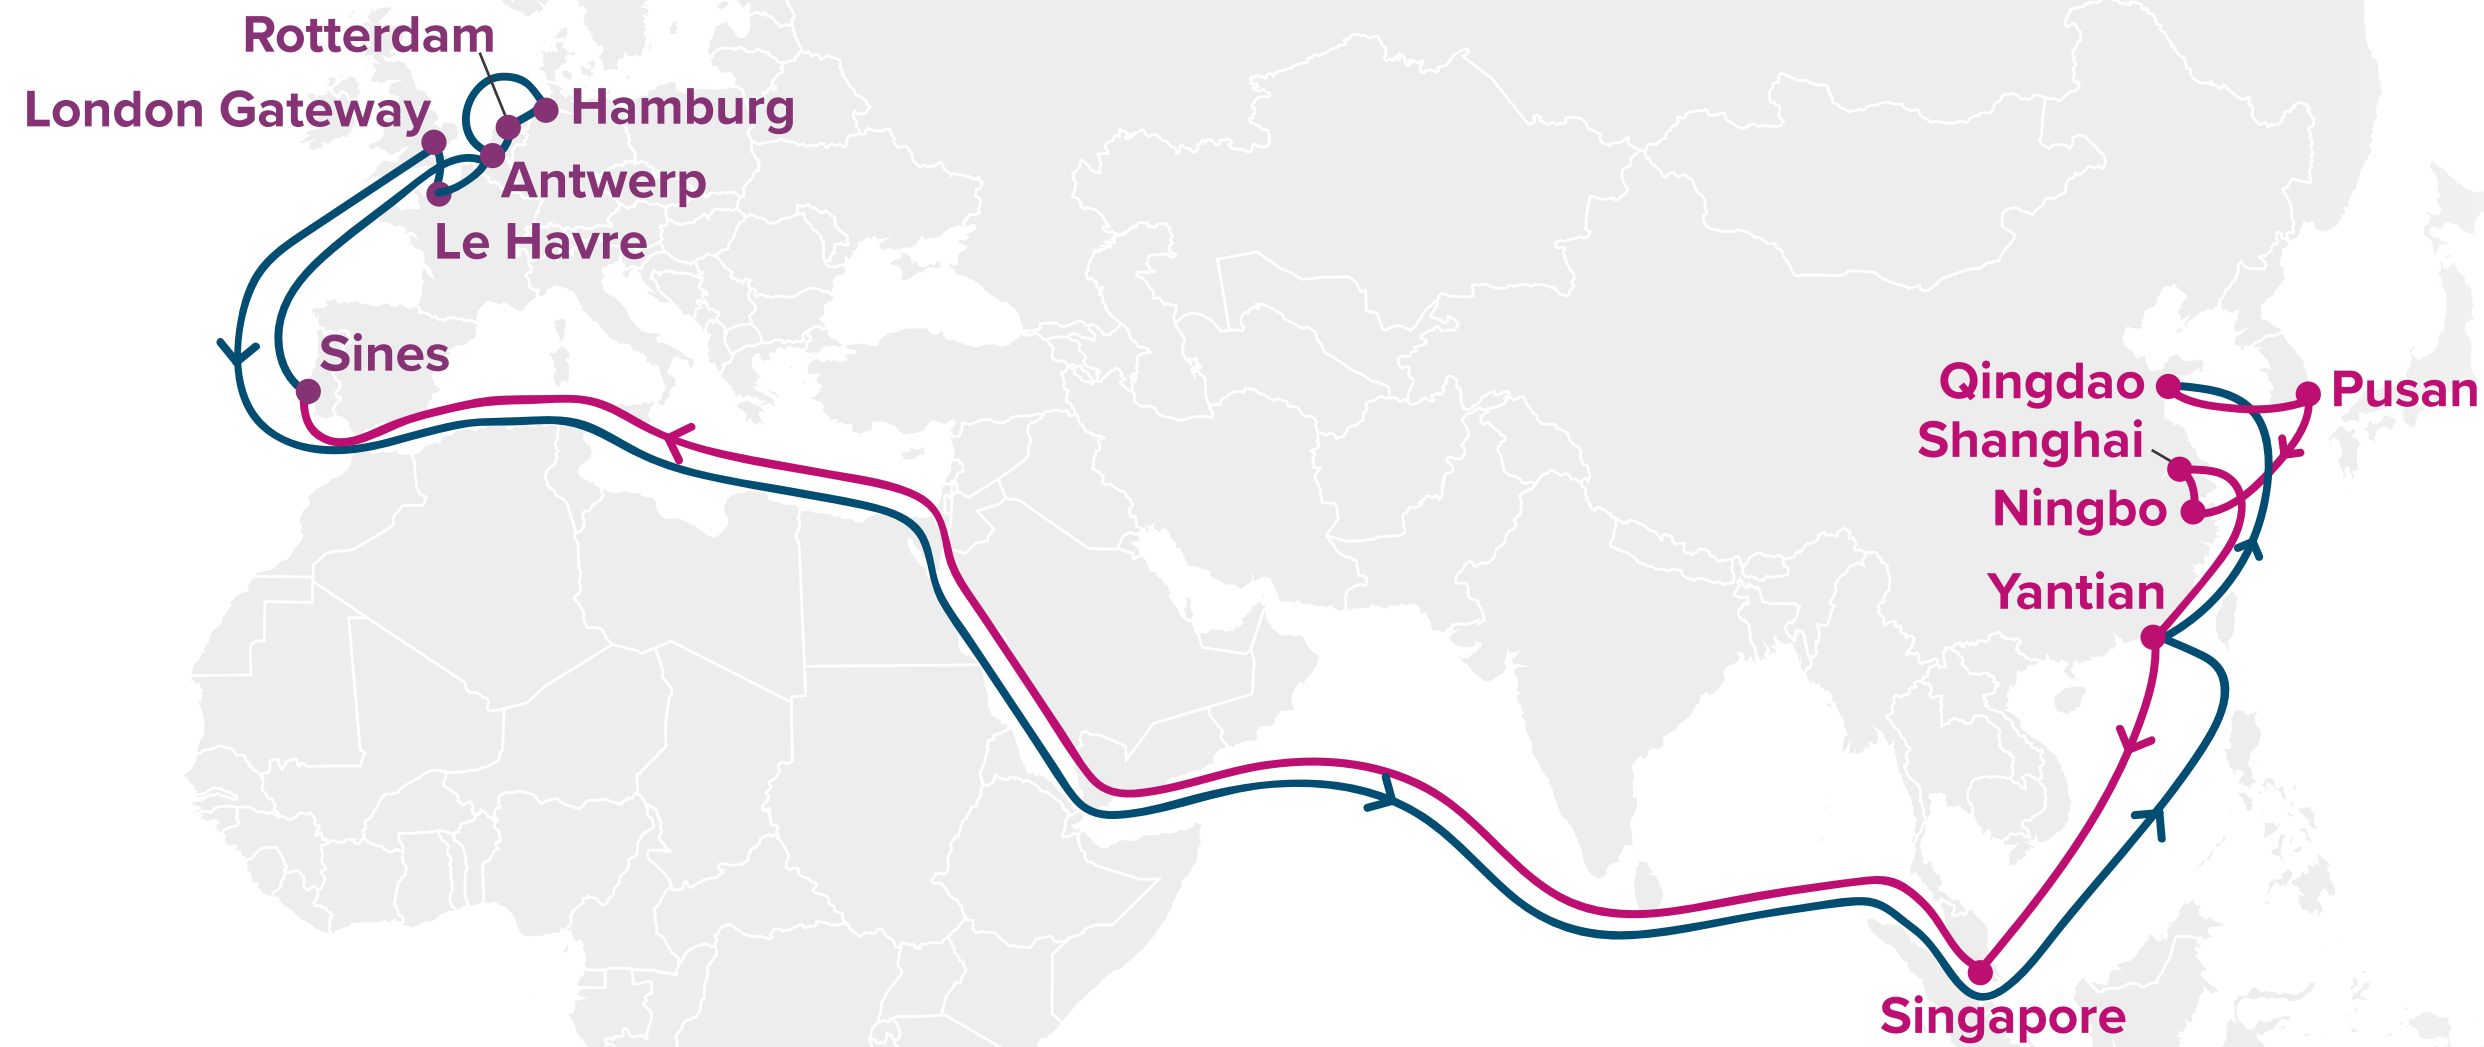 Rotterdam
London Gateway
Hamburg
Antwerp
Le Havre
Sines
Qingdao
Pusan
Shanghai
Ningbo
Yantian
Singapore